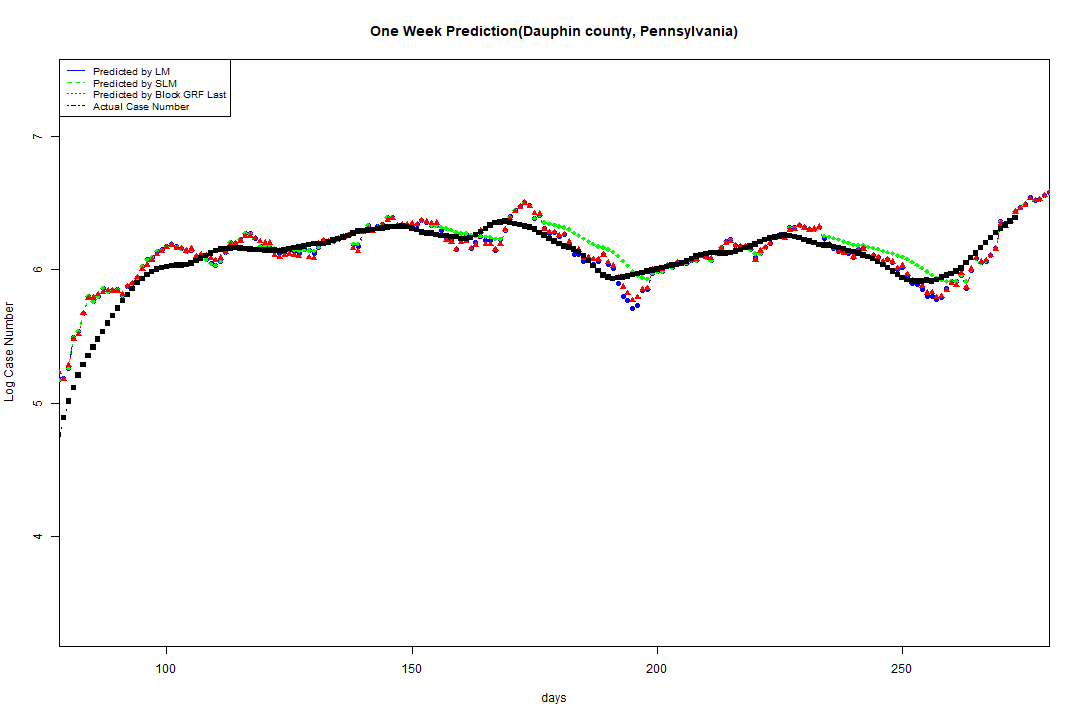 One Week Prediction(Dauphin county, Pennsylvania)
Predicted by LM
Predicted by SLM
Predicted by Block GRF Last
Actual Case Number
7
6
5
4
Log Case Number
100 150 200 250
days